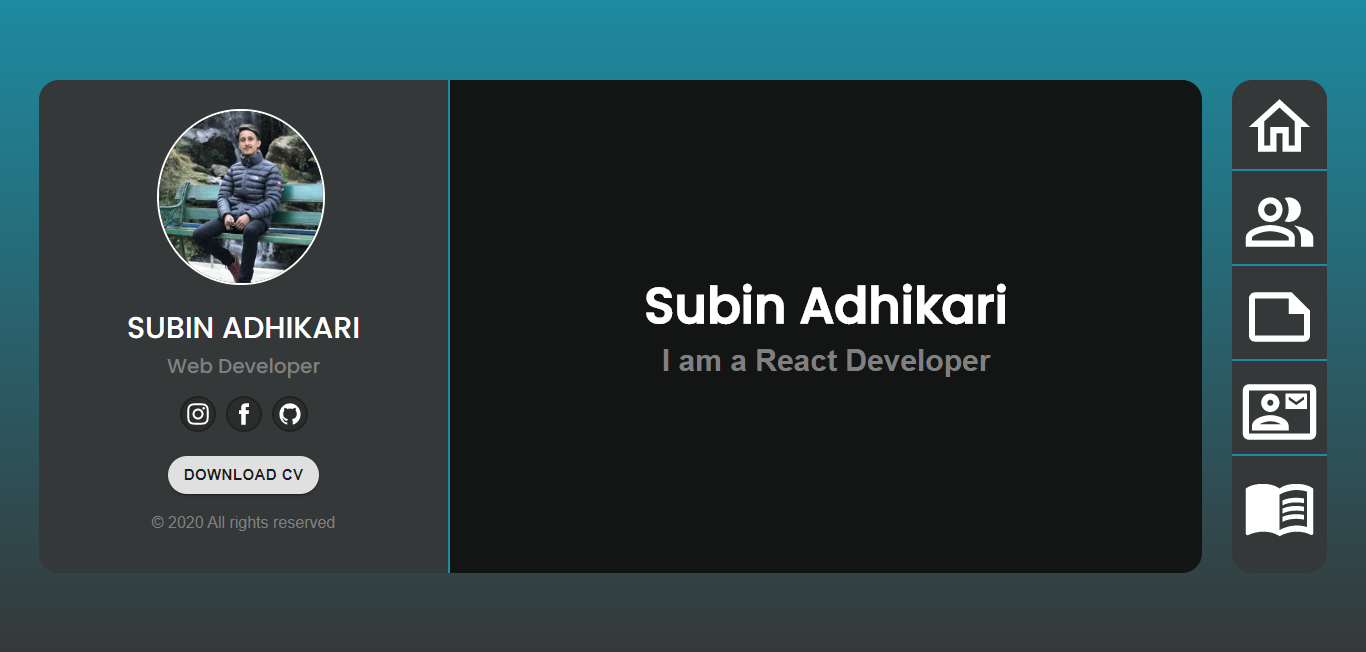 SUBIN ADHIKARI
Web Developer
DOWNLOAD CV
© 2020 All rights reserved
Subin Adhikari
I am a React Developer